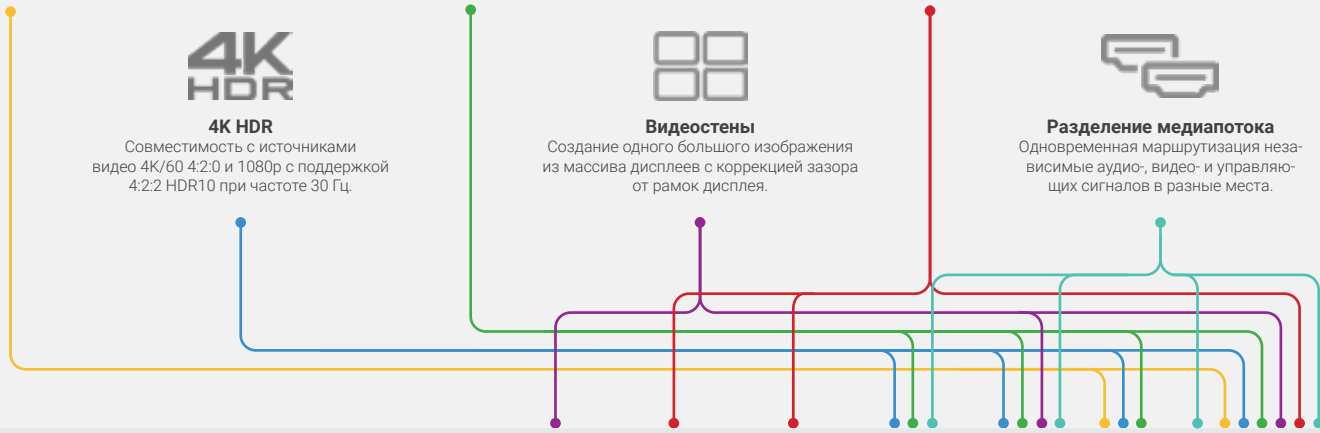 4K
HDR
4K HDR
Совместимость с источниками
видео 4K/60 4:2:0 и 1080p с поддержкой
4:2:2 HDR10 при частоте 30 Гц.
Видеостены
Создание одного большого изображения
из массива дисплеев с коррекцией зазора
от рамок дисплея.
Разделение медиапотока
Одновременная маршрутизация неза-
висимые аудио-, видео- и управляю-
щих сигналов в разные места.